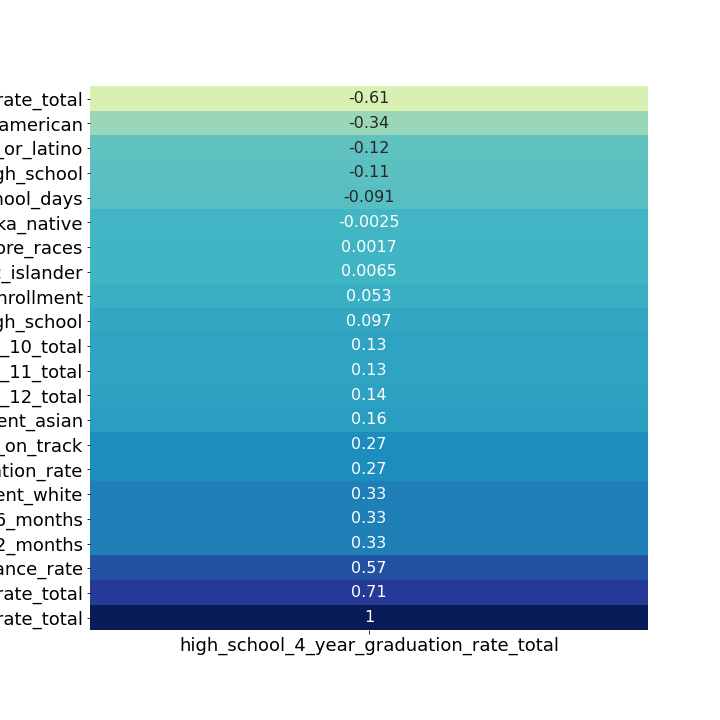 rate_total -0.61
american -0.34
_or_latino -0.12
gh_school -0.11
hool_days -0.091
ka_native -0.0025
ore_races 0.0017
_islander 0.0065
nrollment 0.053
gh_school 0.097
_10_total 0.13
_11_total 0.13
_12_total 0.14
ent_asian 0.16
_on_track 0.27
ation_rate 0.27
ent_white 0.33
6_months 0.33
2_months 0.33
ance_rate 0.57
rate_total 0.71
rate_total 1
high_school_4_year_graduation_rate_total